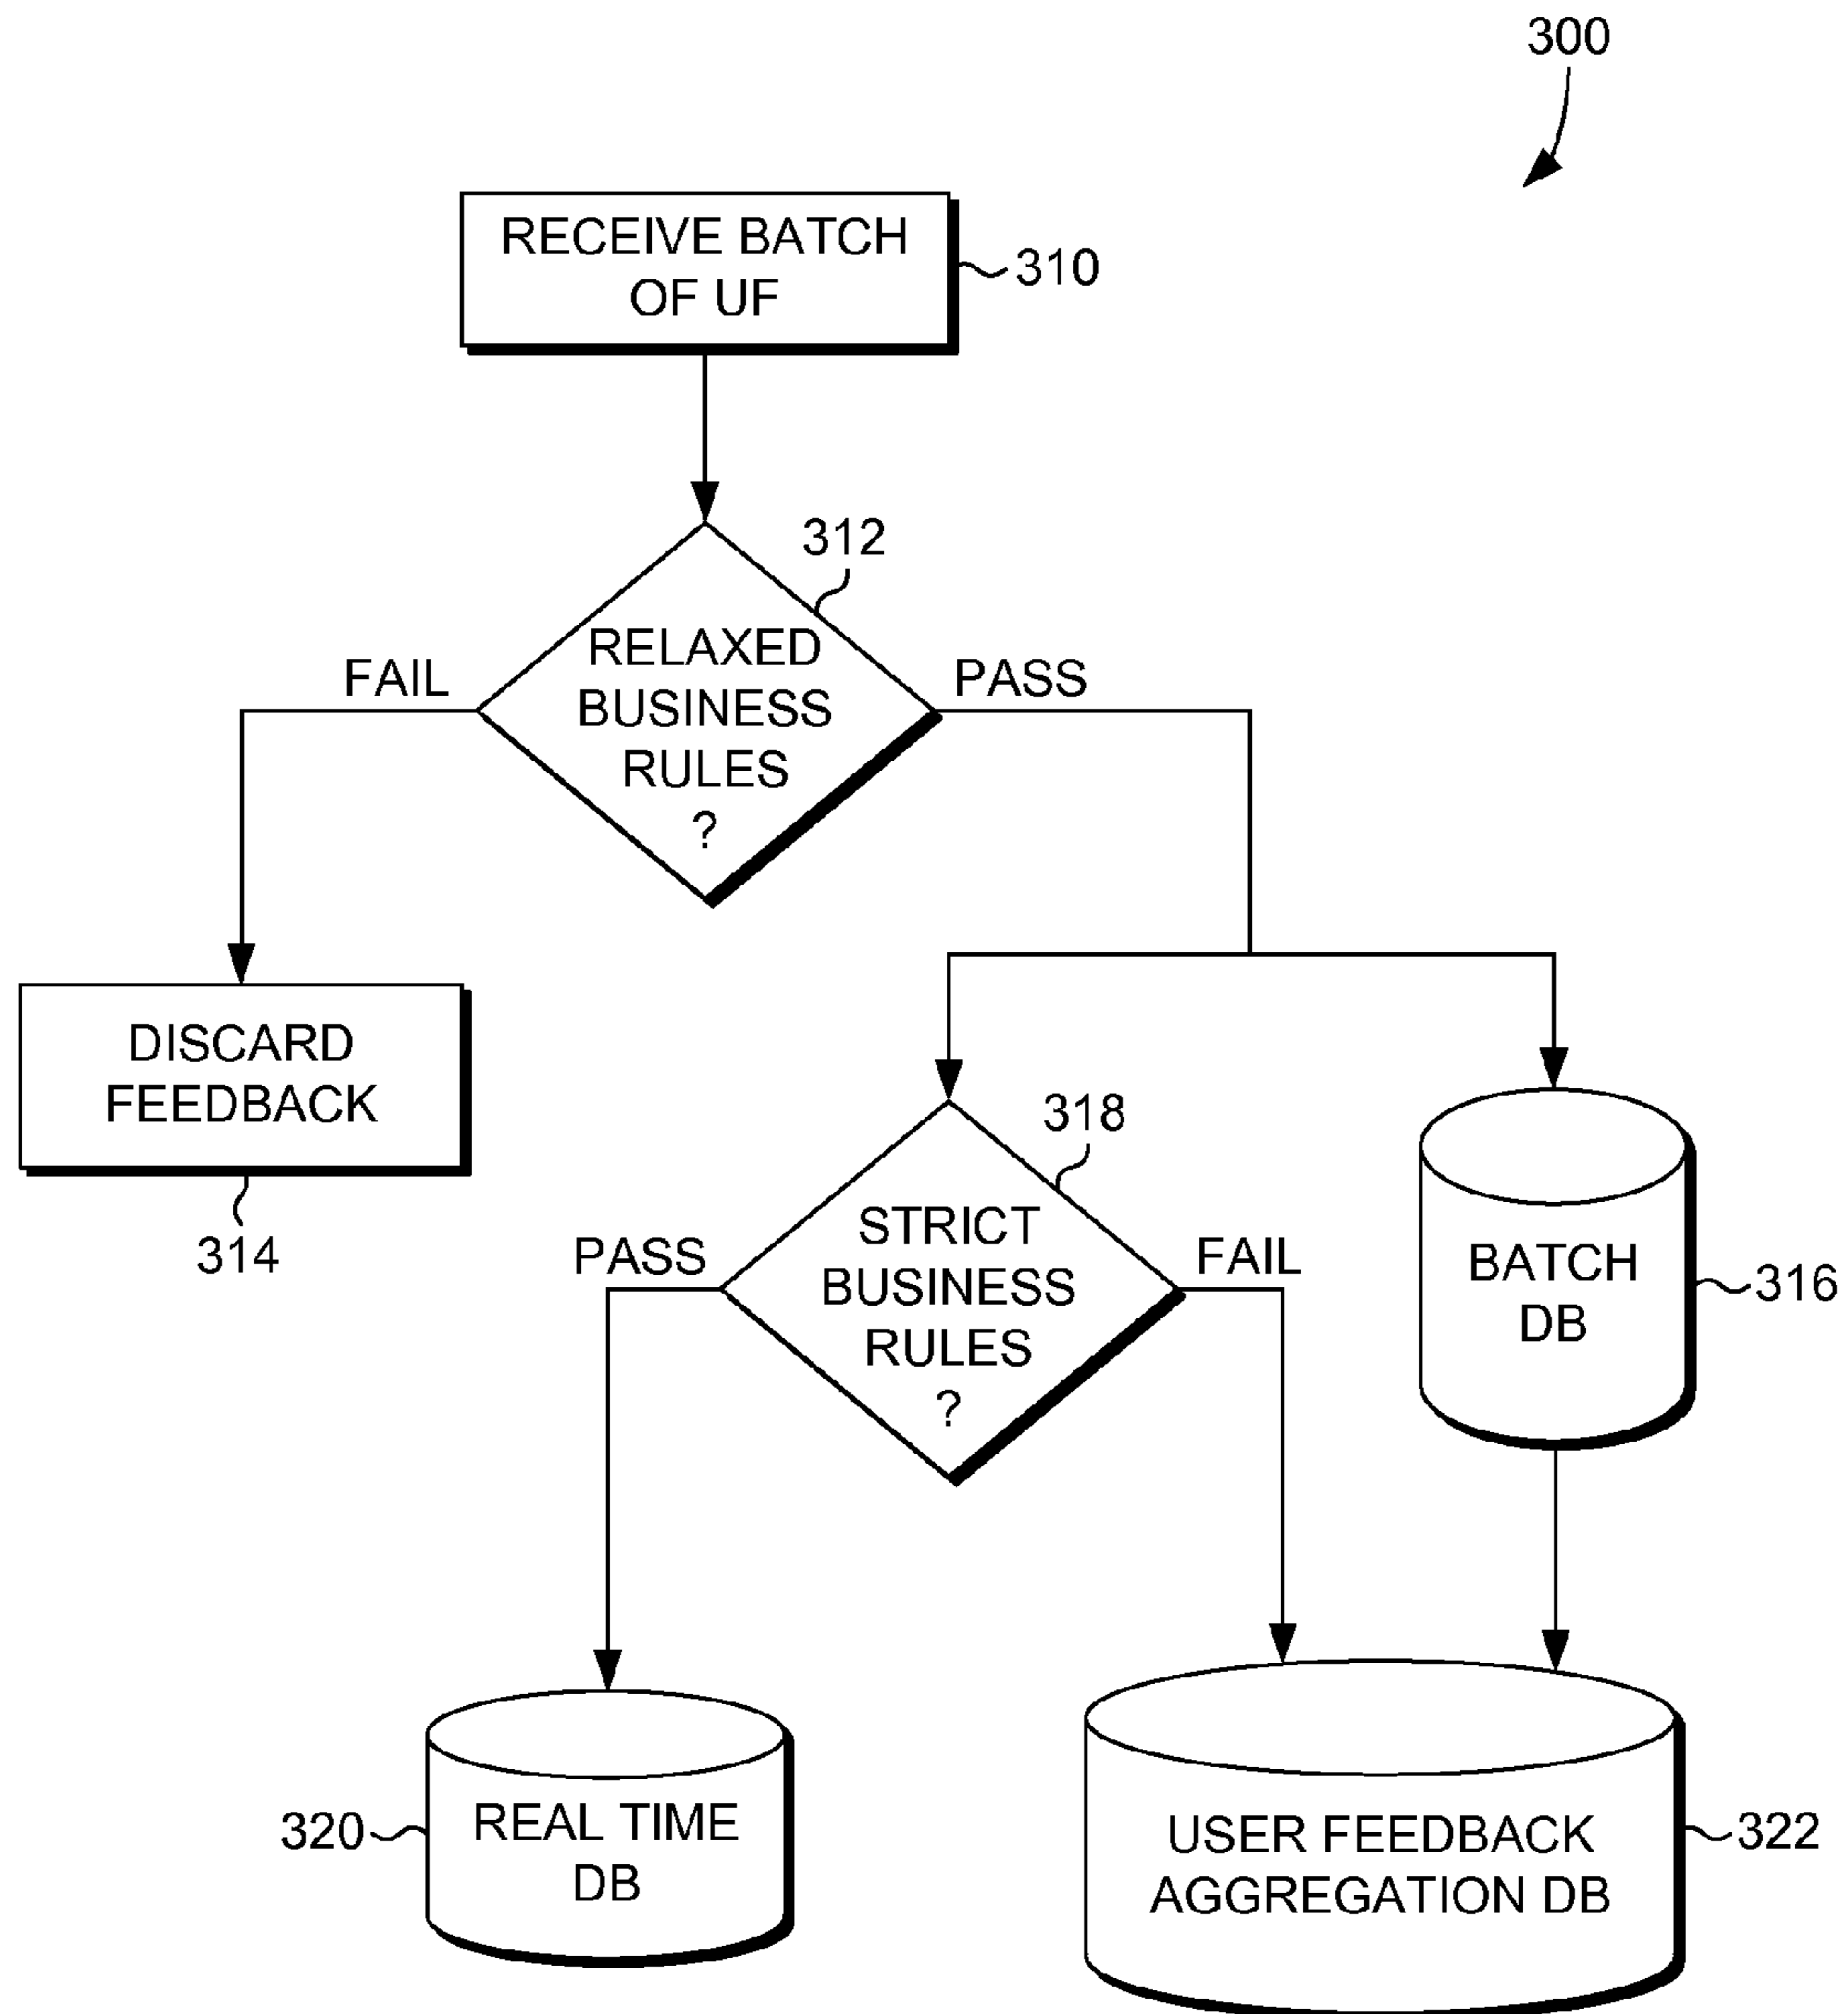 300
RECEIVE BATCH
OF UF
310
312
RELAXED
BUSINESS
RULES
?
FAIL
PASS
DISCARD
FEEDBACK
314
318
STRICT
BUSINESS
RULES
?
PASS
FAIL
BATCH
DB
316
REAL TIME
DB
320
USER FEEDBACK
AGGREGATION DB
322